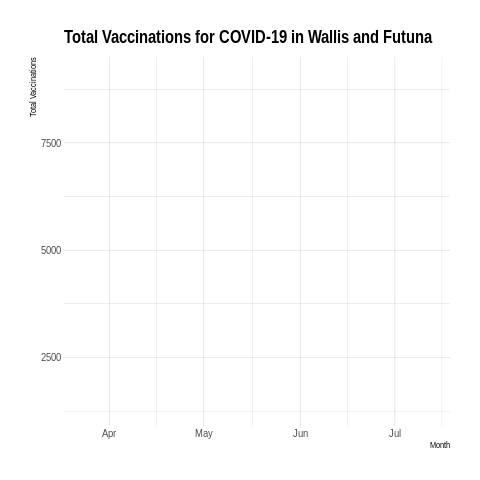 Total Vaccinations for COVID-19 in Wallis and Futuna
Total Vaccinations
7500
5000
2500
Apr May Jun Jul
Month